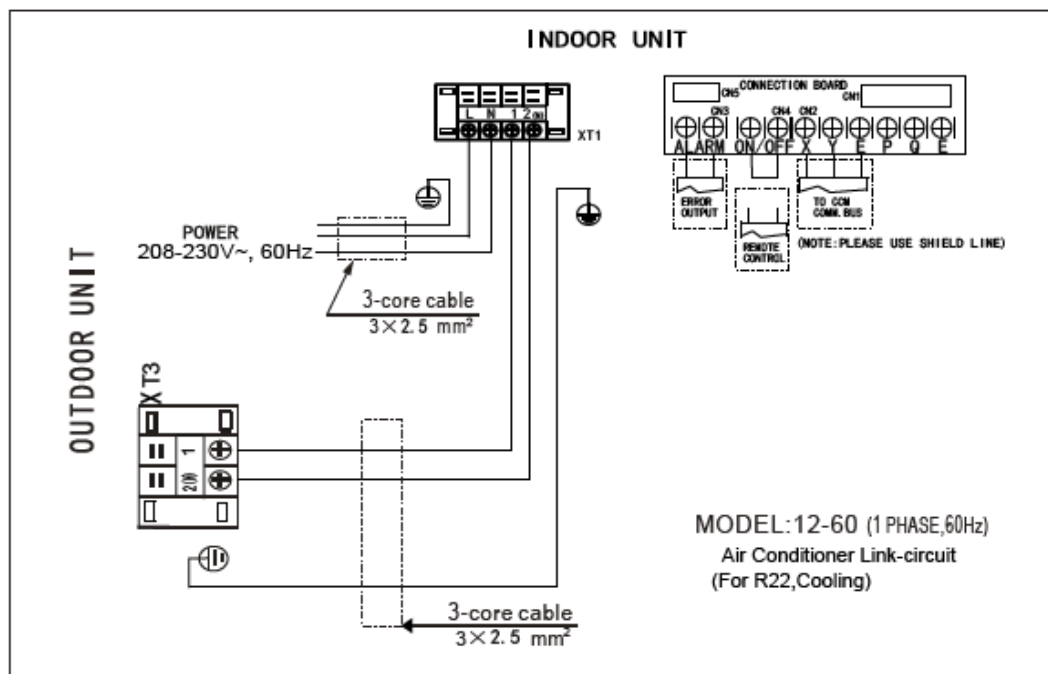 INDOOR UNIT
CONNECTION BOARD
CN5
CN1
CN3
CN4
CN2
L N 1 2(N)
XT1
ALARM ON/OFF X Y E P Q E
ERROR
OUTPUT
TO CCM
COMM. BUS
REMOTE
CONTROL
(NOTE:PLEASE USE SHIELD LINE)
POWER
208-230V~, 60Hz
3-core cable
3×2.5 mm²
OUTDOOR UNIT
XT3
1
2(N)
MODEL:12-60 (1 PHASE,60Hz)
Air Conditioner Link-circuit
(For R22,Cooling)
3-core cable
3×2.5 mm²